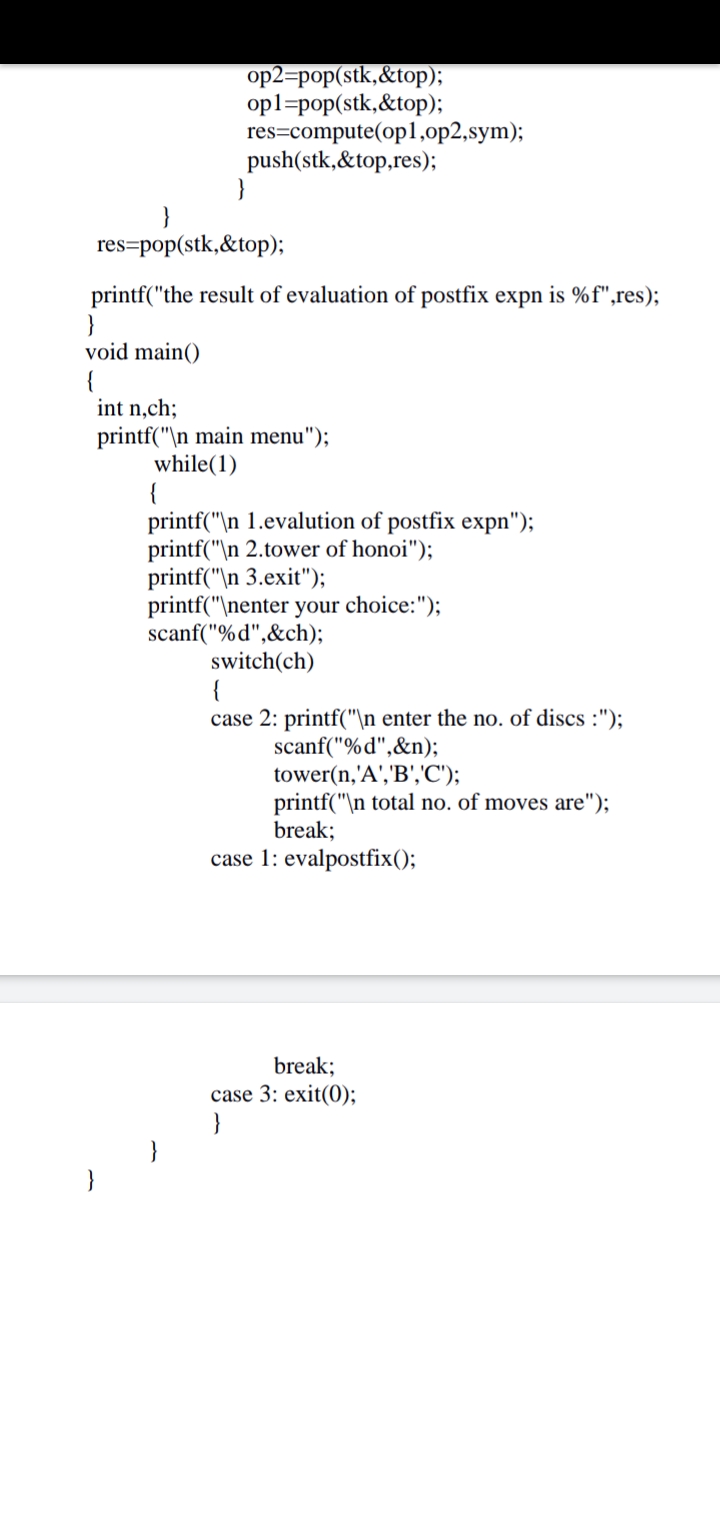 op2=pop(stk,&top);
op1=pop(stk,&top);
res=compute(op1,op2,sym);
push(stk,&top,res);
}
}
res=pop(stk,&top);
printf("the result of evaluation of postfix expn is %f",res);
}
void main()
{
int n,ch;
printf("\n main menu");
while(1)
{
printf("\n 1.evalution of postfix expn");
printf("\n 2.tower of honoi");
printf("\n 3.exit");
printf("\nenter your choice:");
scanf("%d",&ch);
switch(ch)
{
case 2: printf("\n enter the no. of discs :");
scanf("%d",&n);
tower(n,'A','B','C');
printf("\n total no. of moves are");
break;
case 1: evalpostfix();
break;
case 3: exit(0);
}
}
}